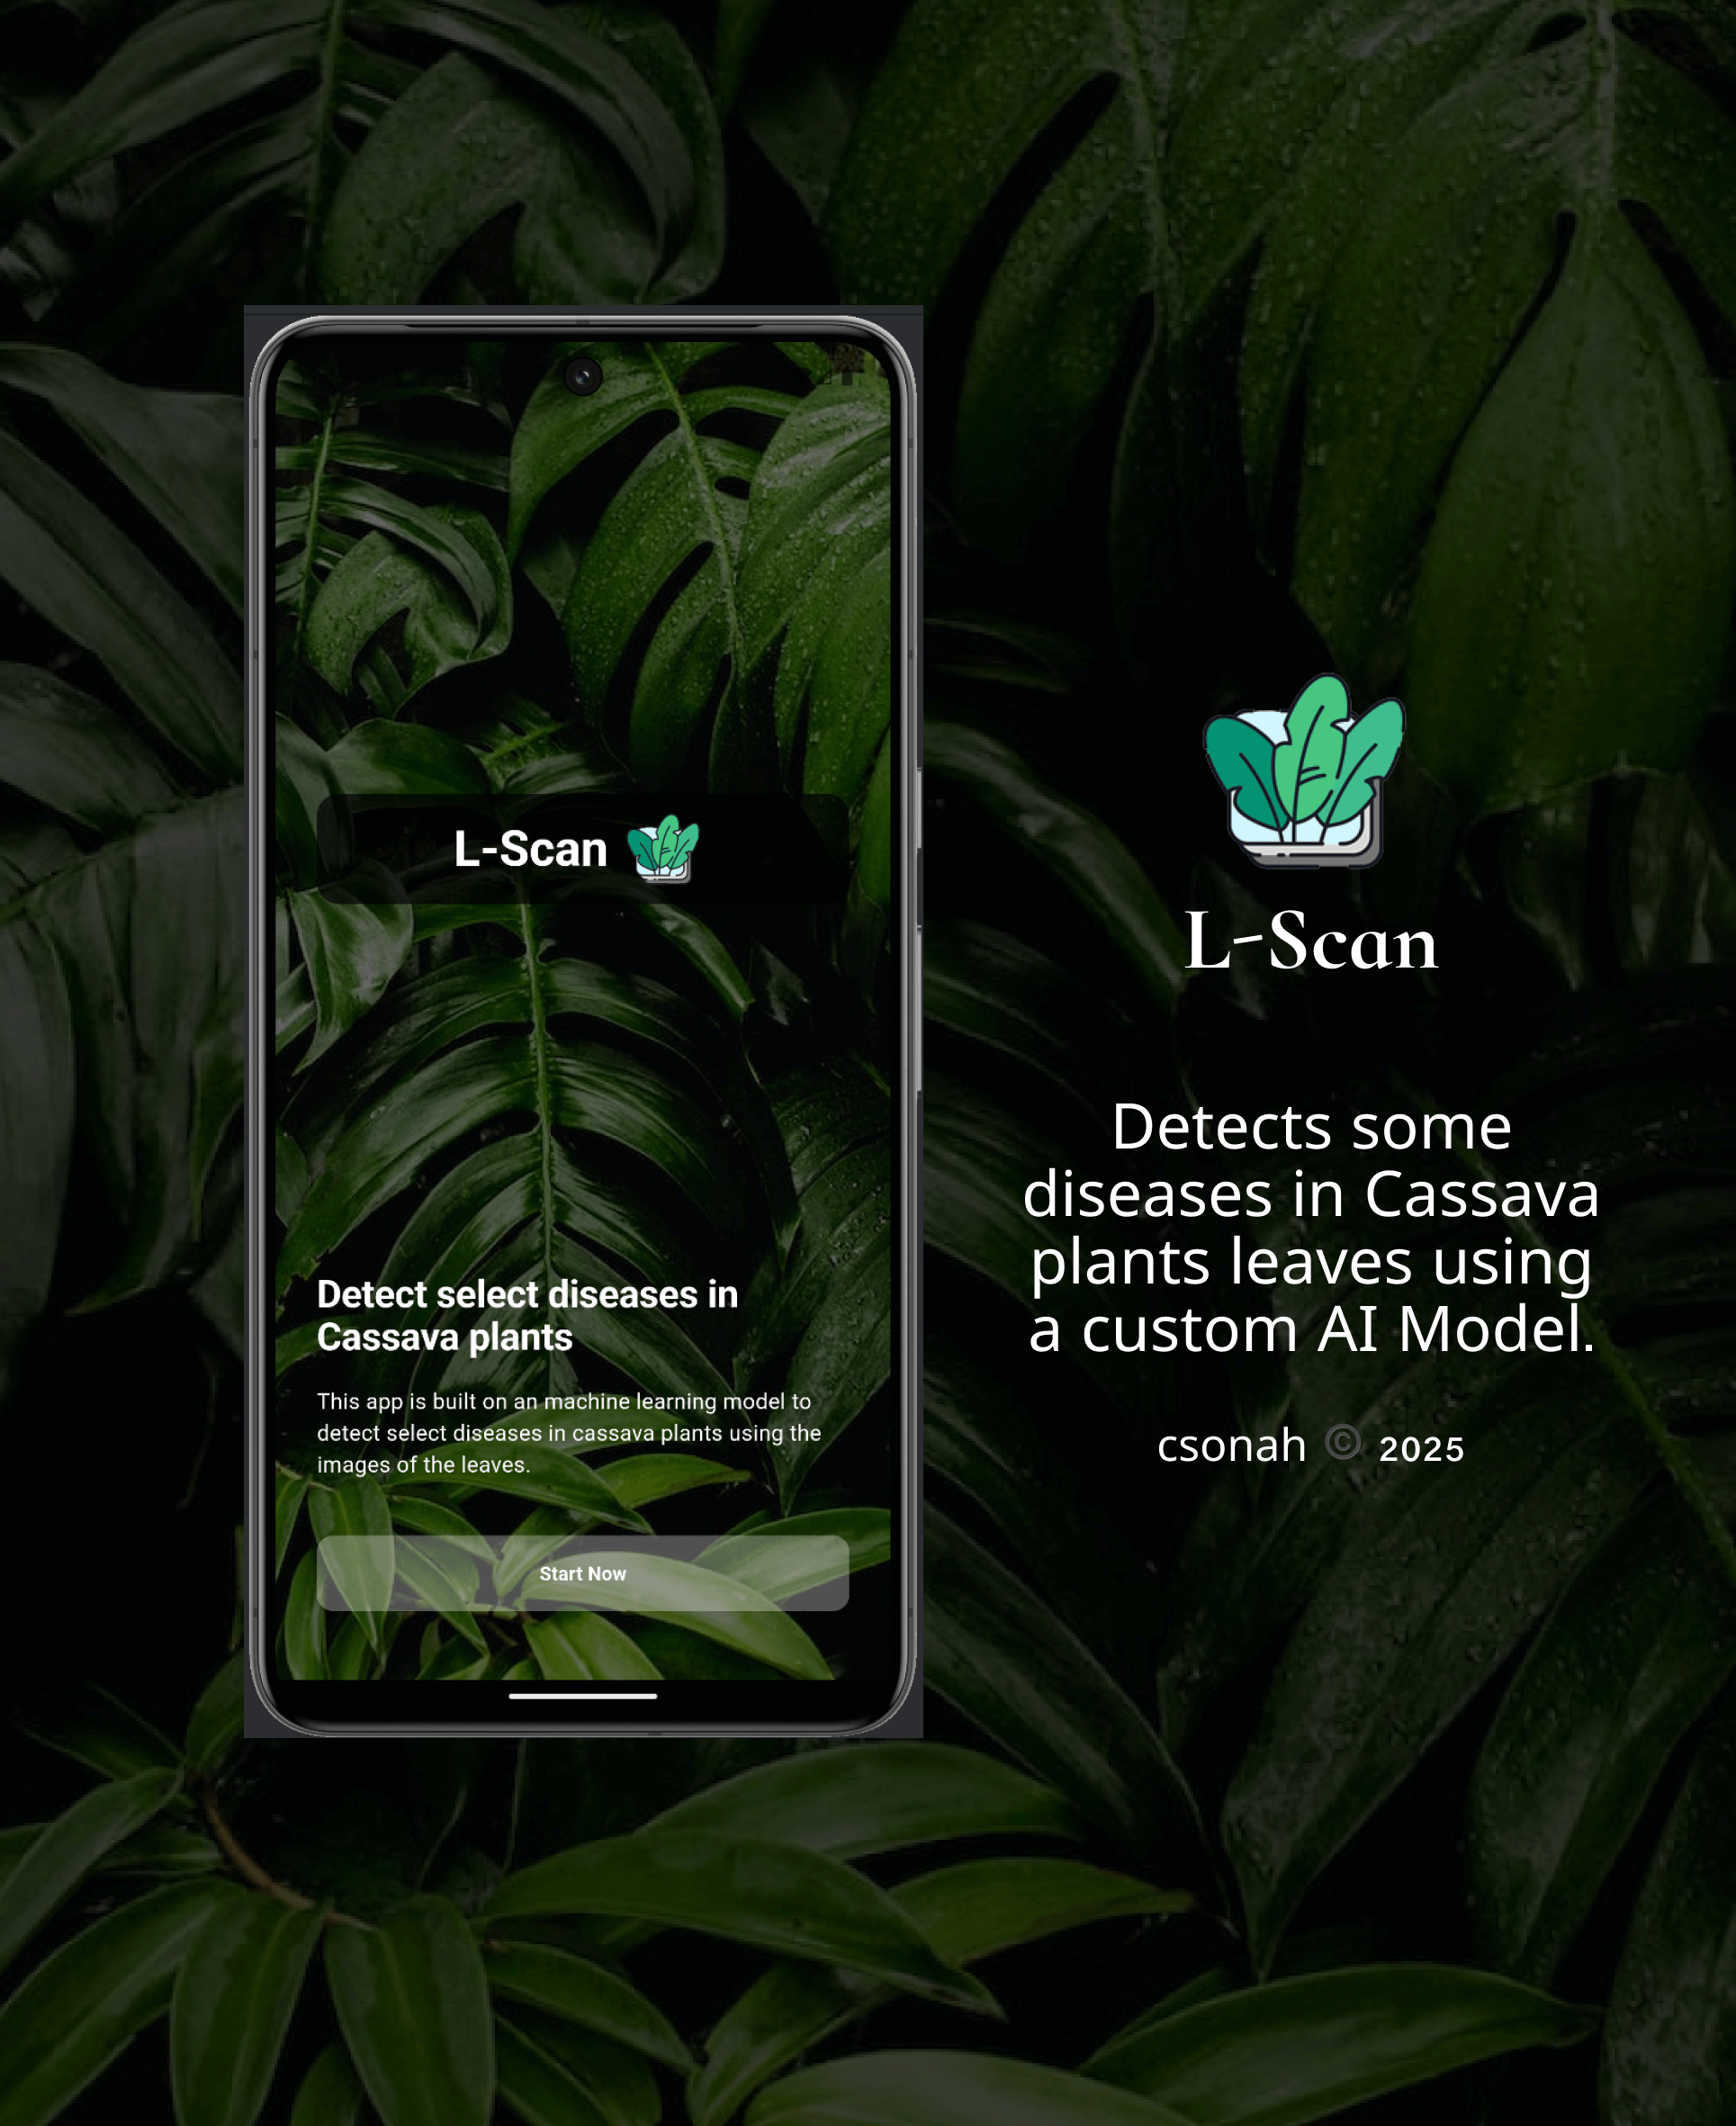 L-Scan
Detect select diseases in
Cassava plants
This app is built on an machine learning model to
detect select diseases in cassava plants using the
images of the leaves.
Start Now
L-Scan
Detects some
diseases in Cassava
plants leaves using
a custom AI Model.
csonah © 2025